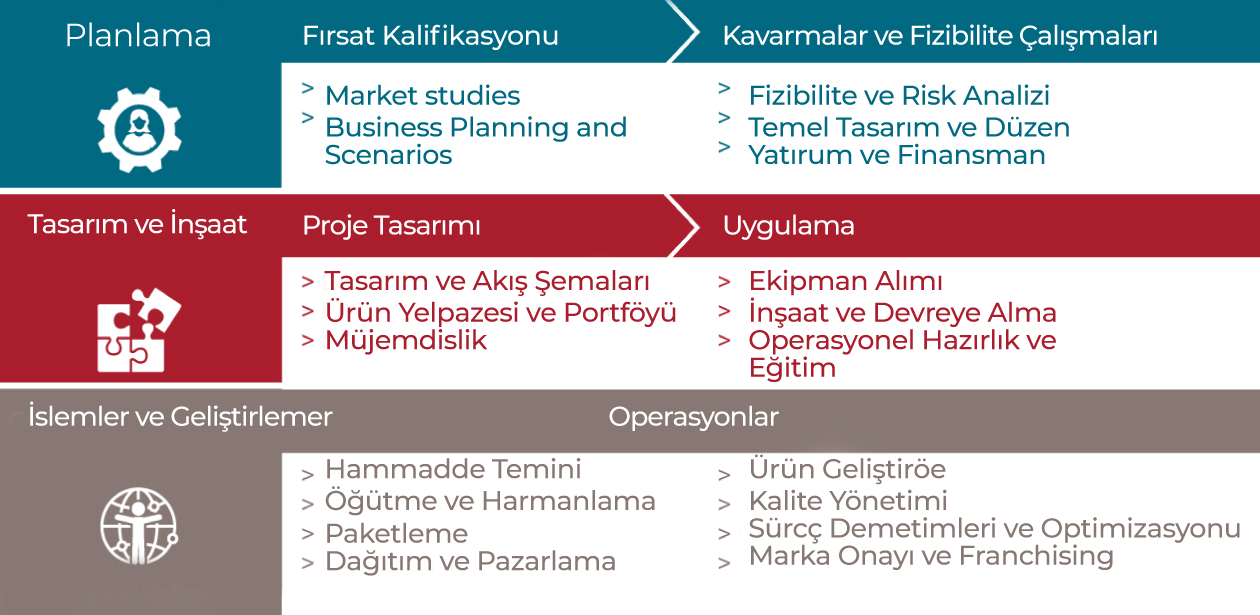 Planlama
Fırsat Kalifikasyonu
Kavarmalar ve Fizibilite Çalışmaları
> Market studies
> Business Planning and
Scenarios
> Fizibilite ve Risk Analizi
> Temel Tasarım ve Düzen
> Yatırum ve Finansman
Tasarım ve İnşaat
Proje Tasarımı
Uygulama
> Tasarım ve Akış Şemaları
> Ürün Yelpazesi ve Portföyü
> Müjemdislik
> Ekipman Alımı
> İnşaat ve Devreye Alma
> Operasyonel Hazırlık ve
Eğitim
İslemler ve Geliştirlemer
Operasyonlar
> Hammadde Temini
> Öğütme ve Harmanlama
> Paketleme
> Dağıtım ve Pazarlama
> Ürün Geliştiröe
> Kalite Yönetimi
> Sürcç Demetimleri ve Optimizasyonu
> Marka Onayı ve Franchising